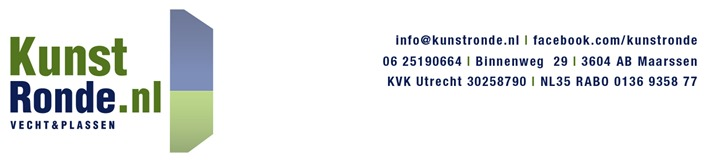 Kunst
Ronde.nl
VECHT&PLASSEN
info@kunstronde.nl | facebook.com/kunstronde
06 25190664 | Binnenweg 29 | 3604 AB Maarssen
KVK Utrecht 30258790 | NL35 RABO 0136 9358 77